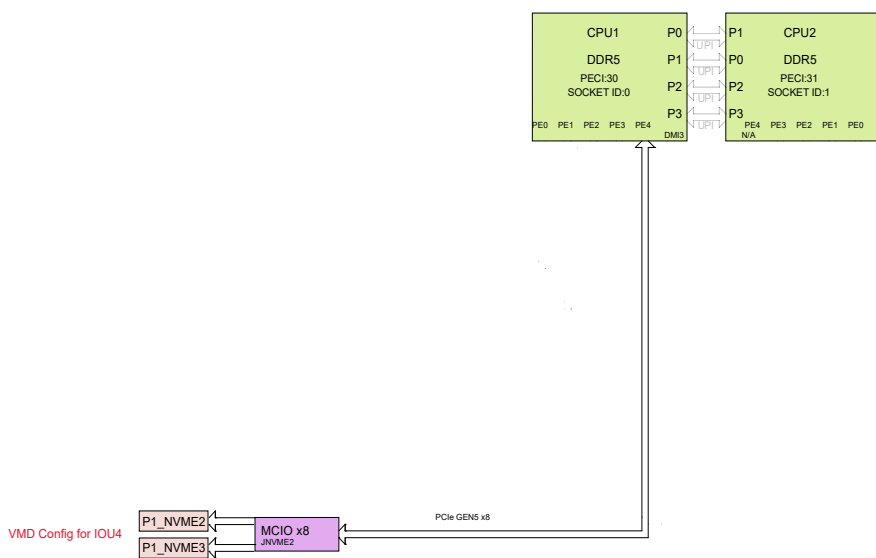 CPU1
P0
P1
CPU2
UPI
DDR5
P1
P0
DDR5
UPI
PECI:30
P2
P2
PECI:31
SOCKET ID:0
SOCKET ID:1
UPI
P3
P3
PE0 PE1 PE2 PE3 PE4
UPI
PE4 PE3 PE2 PE1 PE0
DMI3
N/A
PCIe GEN5 x8
P1_NVME2
MCIO x8
VMD Config for IOU4
JNVME2
P1_NVME3